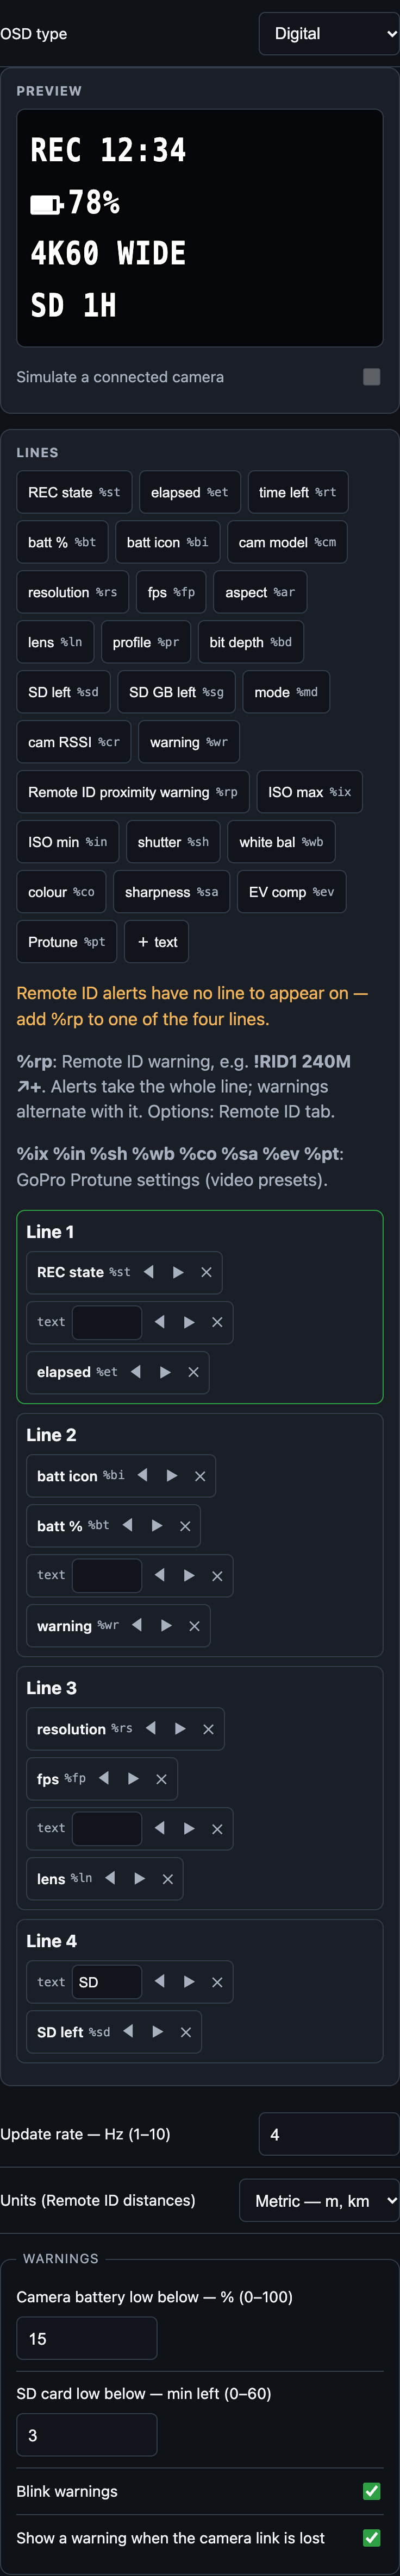 OSD type Digital
PREVIEW
REC 12:34
78%
4K60 WIDE
SD 1H
Simulate a connected camera
LINES
REC state %st elapsed %et time left %rt
batt % %bt batt icon %bi cam model %cm
resolution %rs fps %fp aspect %ar
lens %ln profile %pr bit depth %bd
SD left %sd SD GB left %sg mode %md
cam RSSI %cr warning %wr
Remote ID proximity warning %rp ISO max %ix
ISO min %in shutter %sh white bal %wb
colour %co sharpness %sa EV comp %ev
Protune %pt + text
Remote ID alerts have no line to appear on —
add %rp to one of the four lines.
%rp: Remote ID warning, e.g. !RID1 240M
↗+. Alerts take the whole line; warnings
alternate with it. Options: Remote ID tab.
%ix %in %sh %wb %co %sa %ev %pt:
GoPro Protune settings (video presets).
Line 1
REC state %st ◀ ▶ ×
text ◀ ▶ ×
elapsed %et ◀ ▶ ×
Line 2
batt icon %bi ◀ ▶ ×
batt % %bt ◀ ▶ ×
text ◀ ▶ ×
warning %wr ◀ ▶ ×
Line 3
resolution %rs ◀ ▶ ×
fps %fp ◀ ▶ ×
text ◀ ▶ ×
lens %ln ◀ ▶ ×
Line 4
text SD ◀ ▶ ×
SD left %sd ◀ ▶ ×
Update rate — Hz (1–10) 4
Units (Remote ID distances) Metric — m, km
WARNINGS
Camera battery low below — % (0–100)
15
SD card low below — min left (0–60)
3
Blink warnings
Show a warning when the camera link is lost